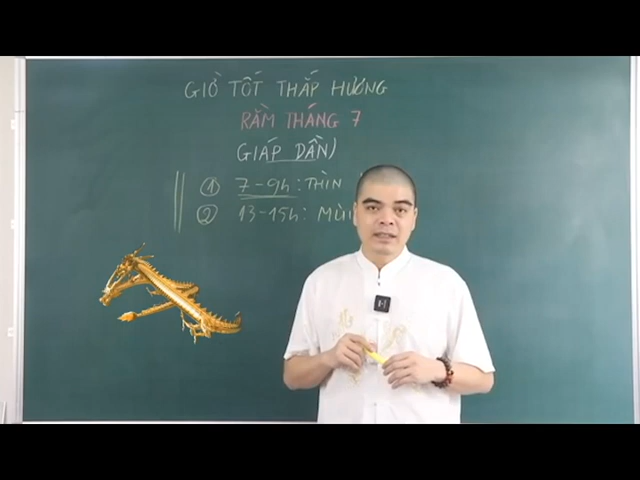 GIỜ TỐT THẮP HƯƠNG
RẰM THÁNG 7
GIÁP DẦN)
① 7-9h: THÌN
② 13-15h: MÙI